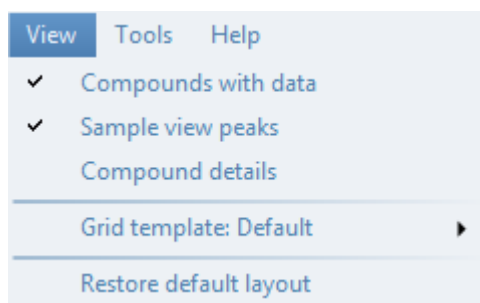 View Tools Help
Compounds with data
Sample view peaks
Compound details
Grid template: Default
Restore default layout